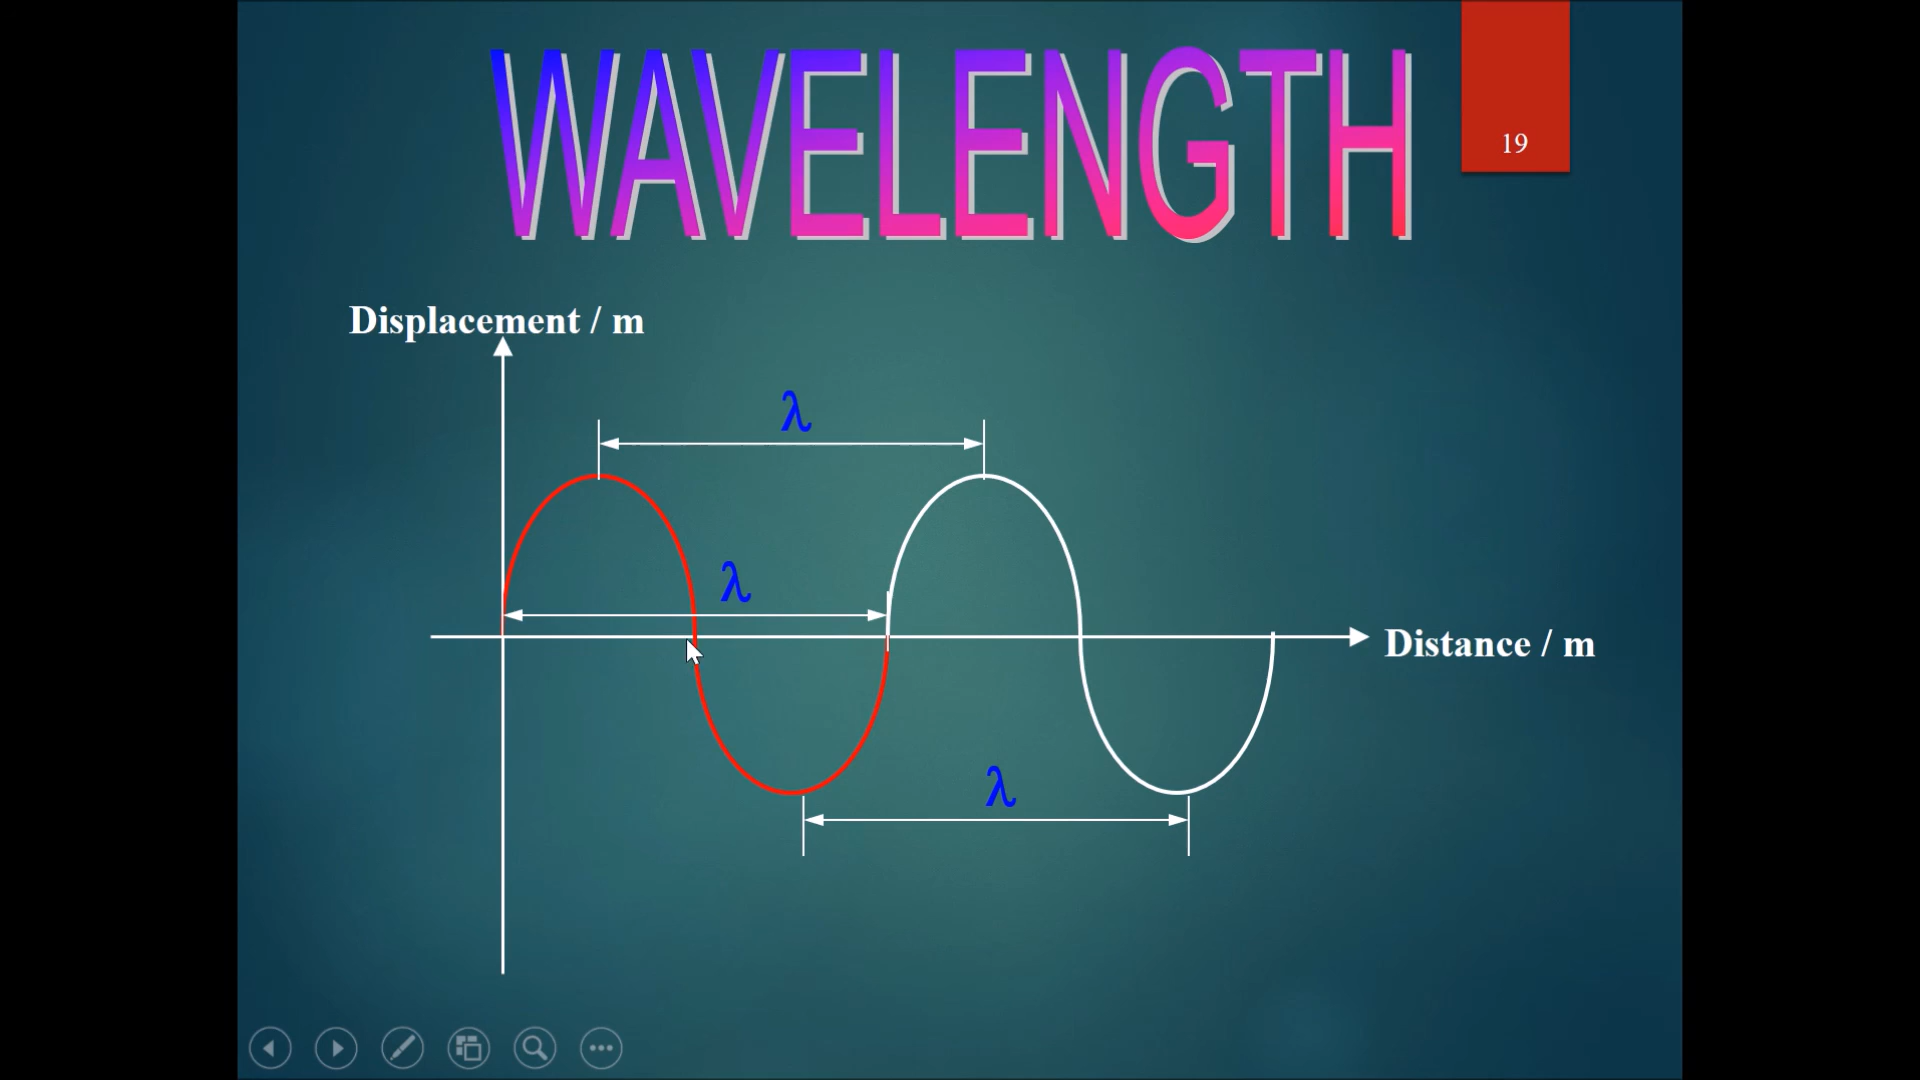 WAVELENGTH
19
Displacement / m
λ
λ
Distance / m
λ